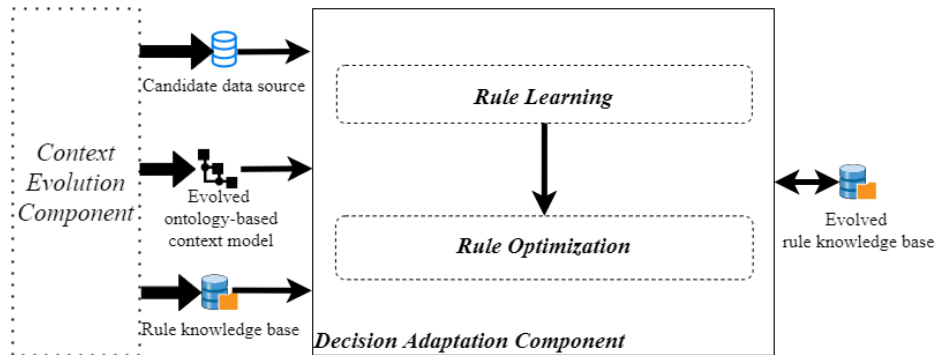 Context
Evolution
Component
Candidate data source
Evolved
ontology-based
context model
Rule knowledge base
Rule Learning
Rule Optimization
Decision Adaptation Component
Evolved
rule knowledge base